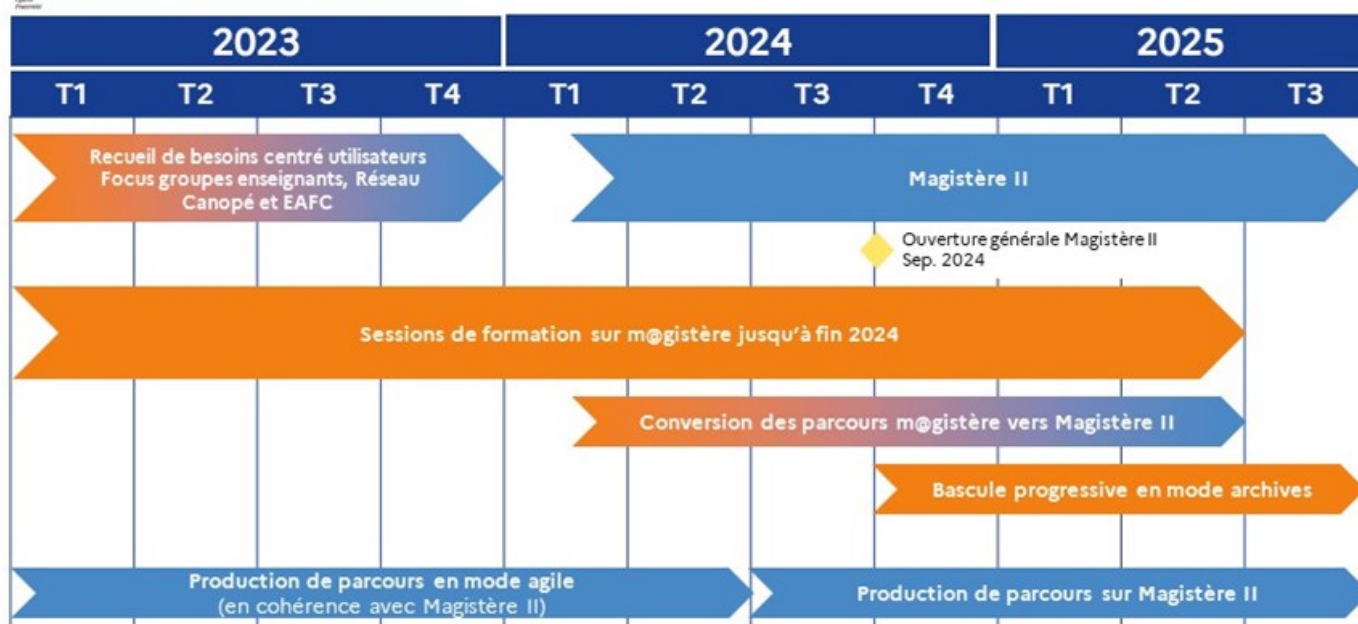 2023 2024 2025
T1 T2 T3 T4 T1 T2 T3 T4 T1 T2 T3
Recueil de besoins centré utilisateurs
Focus groupes enseignants, Réseau
Canopé et EAFC
Magistère II
Ouverture générale Magistère II
Sep. 2024
Sessions de formation sur m@gistère jusqu'à fin 2024
Conversion des parcours m@gistère vers Magistère II
Bascule progressive en mode archives
Production de parcours en mode agile
(en cohérence avec Magistère II)
Production de parcours sur Magistère II